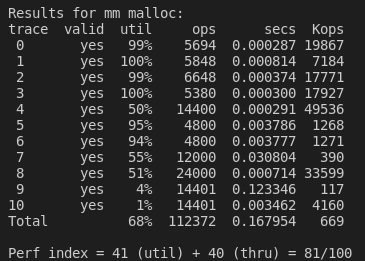 Results for mm malloc:
trace  valid  util     ops      secs  Kops
 0       yes   99%    5694  0.000287 19867
 1       yes  100%    5848  0.000814  7184
 2       yes   99%    6648  0.000374 17771
 3       yes  100%    5380  0.000300 17927
 4       yes   50%   14400  0.000291 49536
 5       yes   95%    4800  0.003786  1268
 6       yes   94%    4800  0.003777  1271
 7       yes   55%   12000  0.030804   390
 8       yes   51%   24000  0.000714 33599
 9       yes    4%   14401  0.123346   117
10       yes    1%   14401  0.003462  4160
Total          68%  112372  0.167954   669
Perf index = 41 (util) + 40 (thru) = 81/100